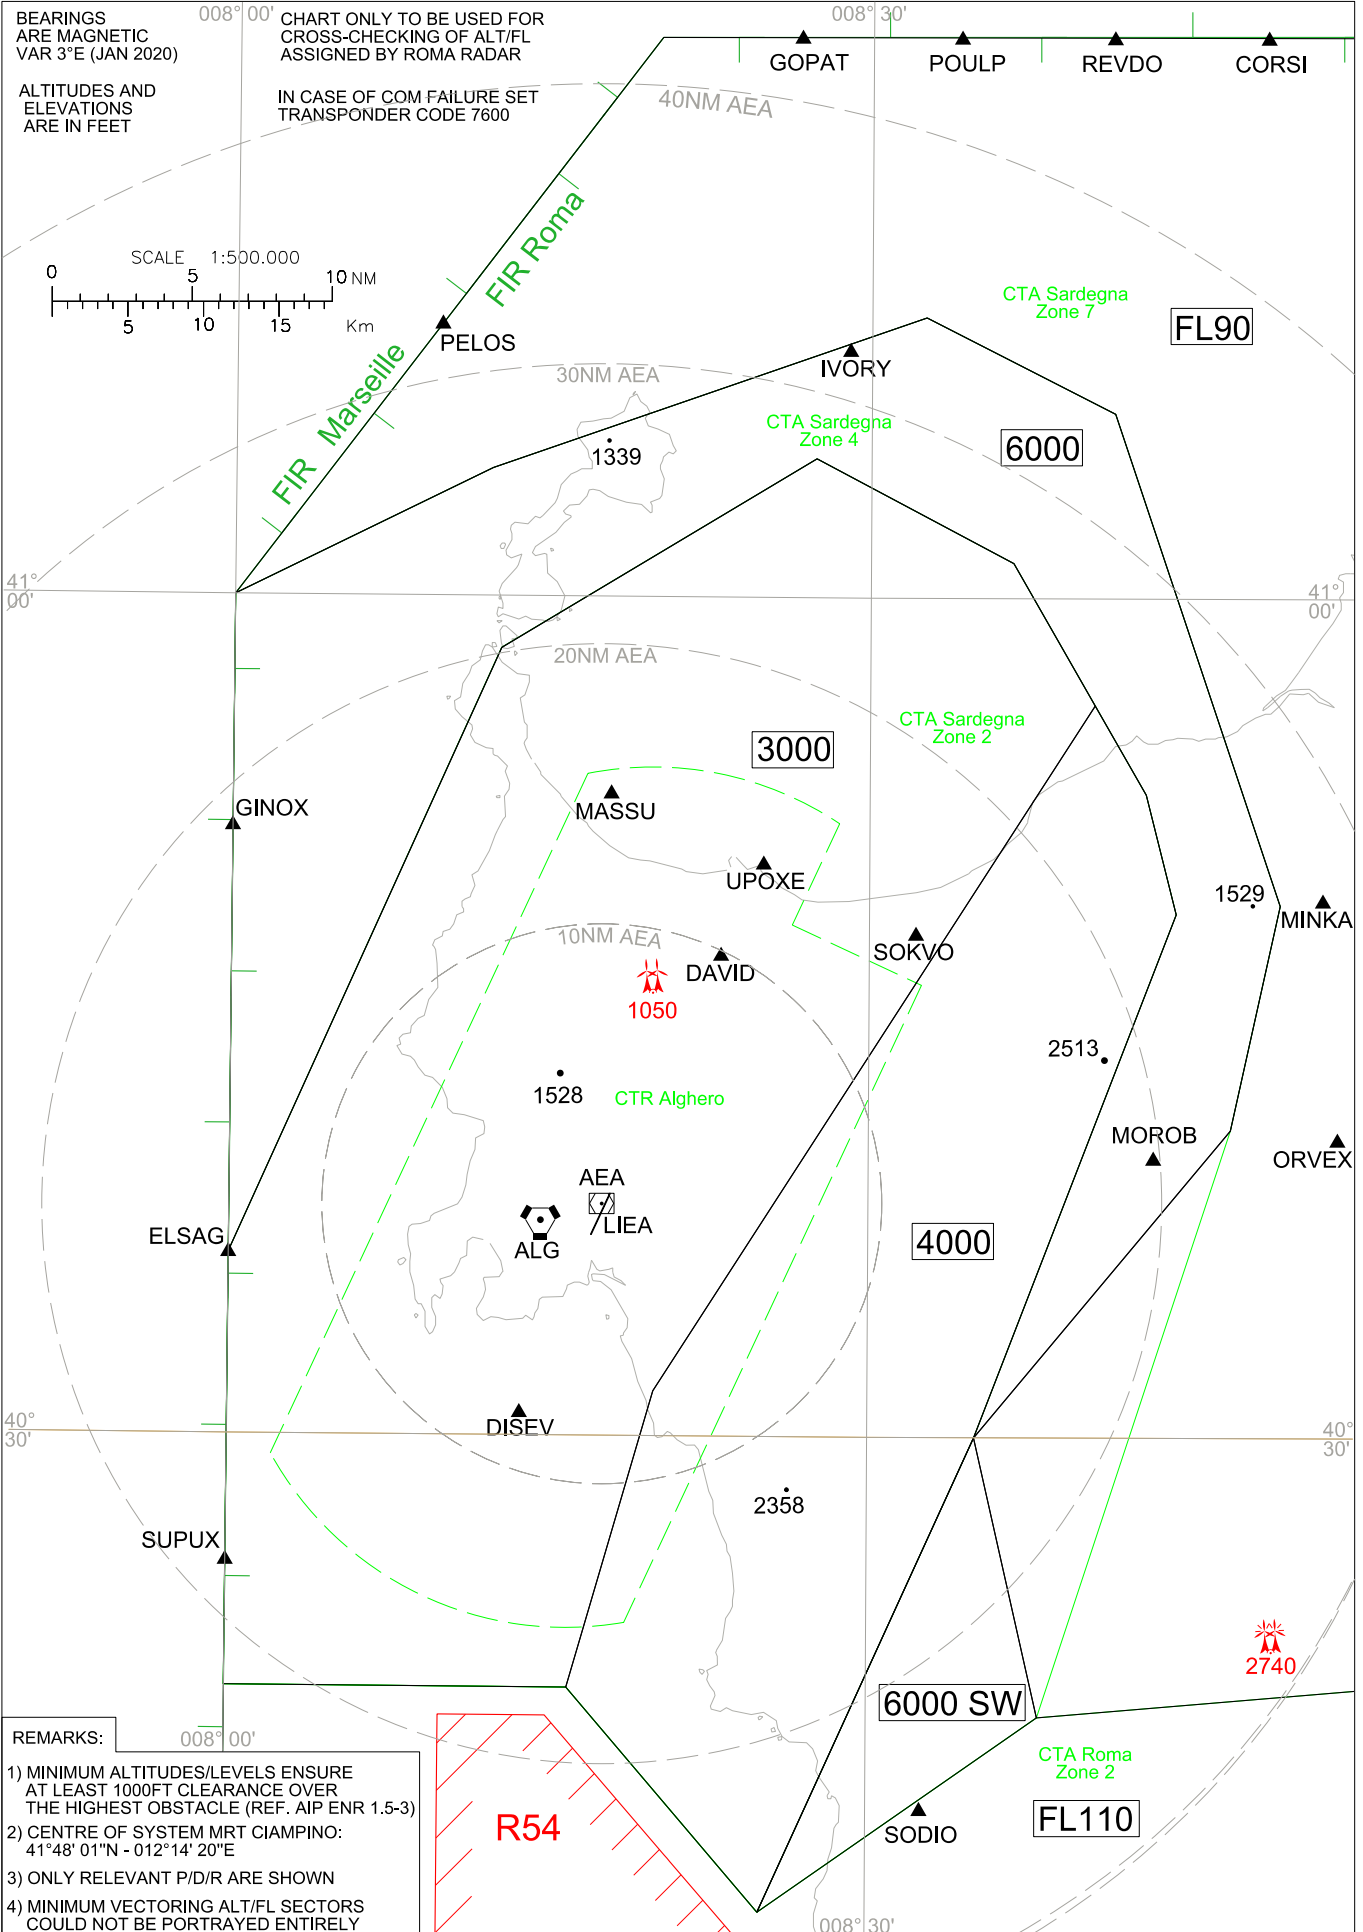 BEARINGS
ARE MAGNETIC
VAR 3°E (JAN 2020)
ALTITUDES AND
ELEVATIONS
ARE IN FEET
008° 00'
CHART ONLY TO BE USED FOR
CROSS-CHECKING OF ALT/FL
ASSIGNED BY ROMA RADAR
IN CASE OF COM FAILURE SET
TRANSPONDER CODE 7600
008° 30'
GOPAT
POULP
REVDO
CORSI
40NM AEA
SCALE 1:500.000
0 5 10 NM
5 10 15 Km
FIR Roma
FIR Marseille
PELOS
CTA Sardegna
Zone 7
FL90
IVORY
30NM AEA
CTA Sardegna
Zone 4
6000
1339
41°
00'
41°
00'
20NM AEA
CTA Sardegna
Zone 2
3000
MASSU
GINOX
UPOXE
1529
MINKA
10NM AEA
SOKVO
DAVID
1050
2513
1528
CTR Alghero
MOROB
ORVEX
AEA
LIEA
ALG
ELSAG
4000
DISEV
40°
30'
40°
30'
2358
SUPUX
2740
6000 SW
008° 00'
CTA Roma
Zone 2
FL110
SODIO
R54
008° 30'
REMARKS:
1) MINIMUM ALTITUDES/LEVELS ENSURE
AT LEAST 1000FT CLEARANCE OVER
THE HIGHEST OBSTACLE (REF. AIP ENR 1.5-3)
2) CENTRE OF SYSTEM MRT CIAMPINO:
41°48' 01"N - 012°14' 20"E
3) ONLY RELEVANT P/D/R ARE SHOWN
4) MINIMUM VECTORING ALT/FL SECTORS
COULD NOT BE PORTRAYED ENTIRELY